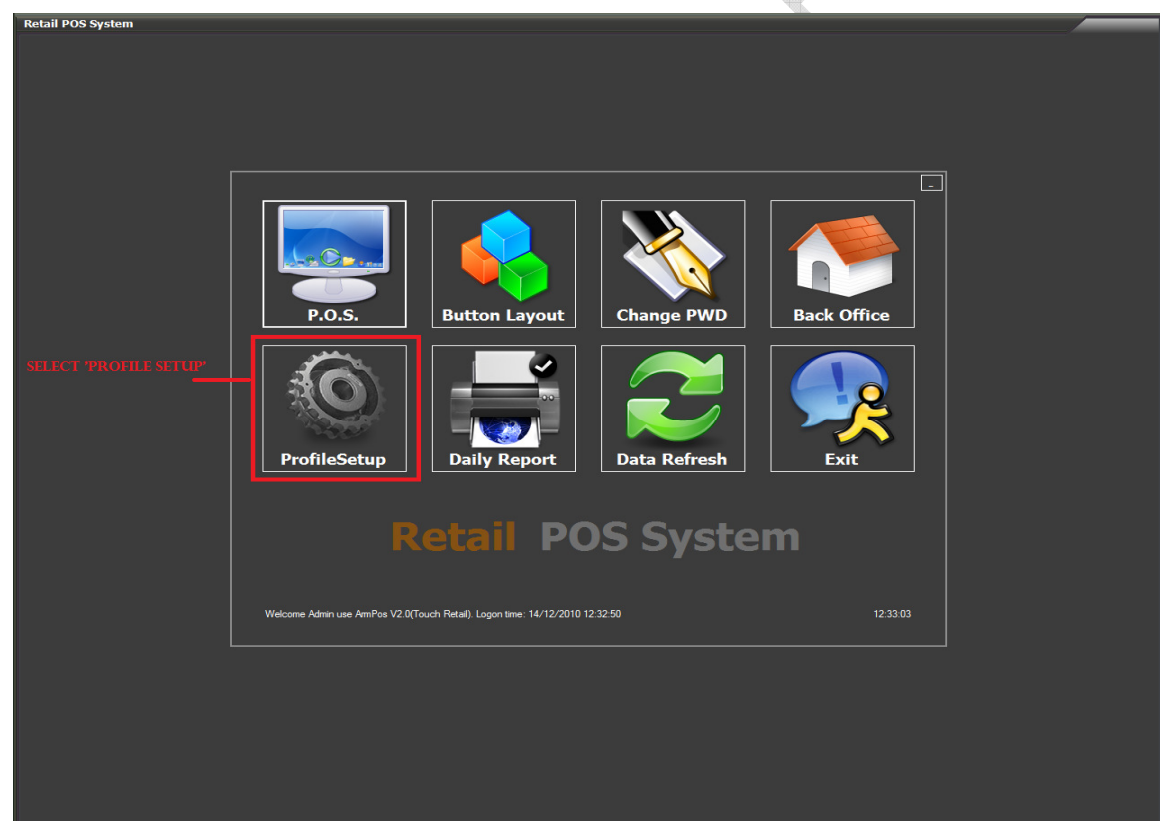 Retail POS System
P.O.S.
Button Layout
Change PWD
Back Office
SELECT 'PROFILE SETUP'
ProfileSetup
Daily Report
Data Refresh
Exit
Retail POS System
Welcome Admin use ArmPos V2.0(Touch Retail). Logon time: 14/12/2010 12:32:50
12:33:03